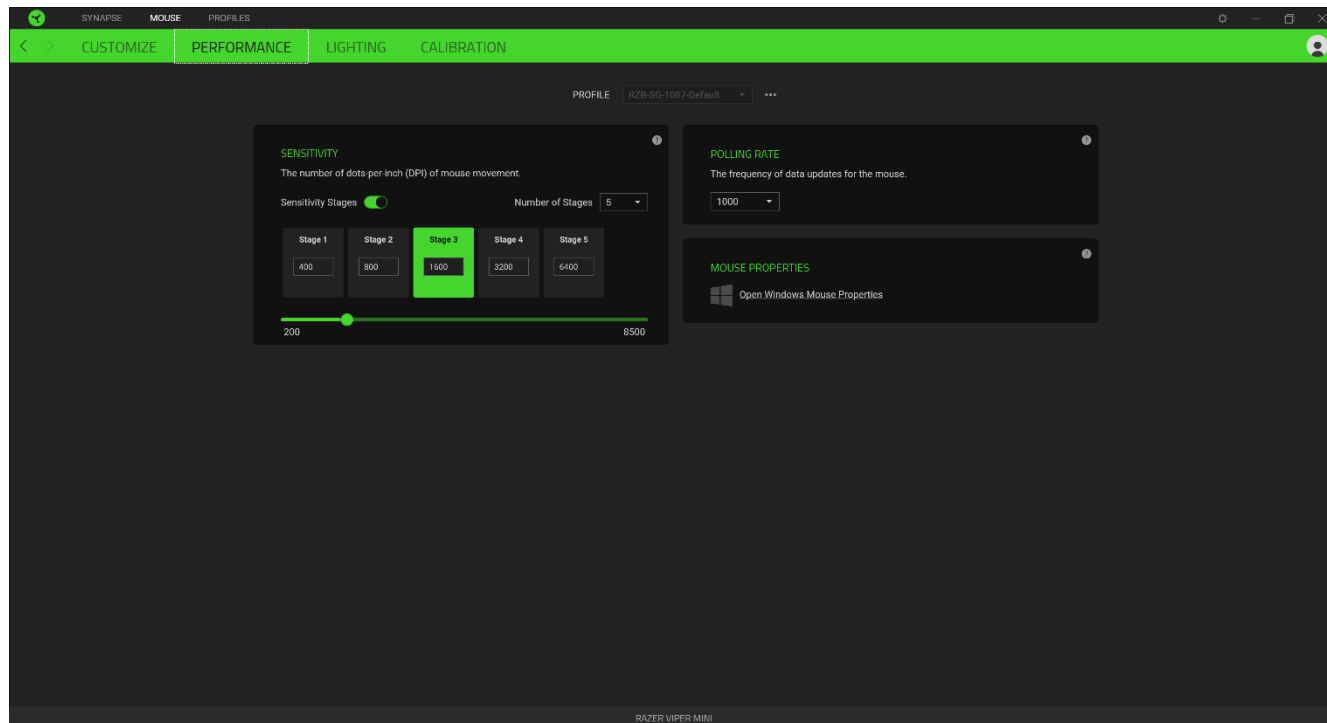 SYNAPSE MOUSE PROFILES
CUSTOMIZE PERFORMANCE LIGHTING CALIBRATION
PROFILE RZB-SG-1087-Default
SENSITIVITY
The number of dots-per-inch (DPI) of mouse movement.
Sensitivity Stages Number of Stages 5
Stage 1 Stage 2 Stage 3 Stage 4 Stage 5
400 800 1600 3200 6400
200 8500
POLLING RATE
The frequency of data updates for the mouse.
1000
MOUSE PROPERTIES
Open Windows Mouse Properties
RAZER VIPER MINI